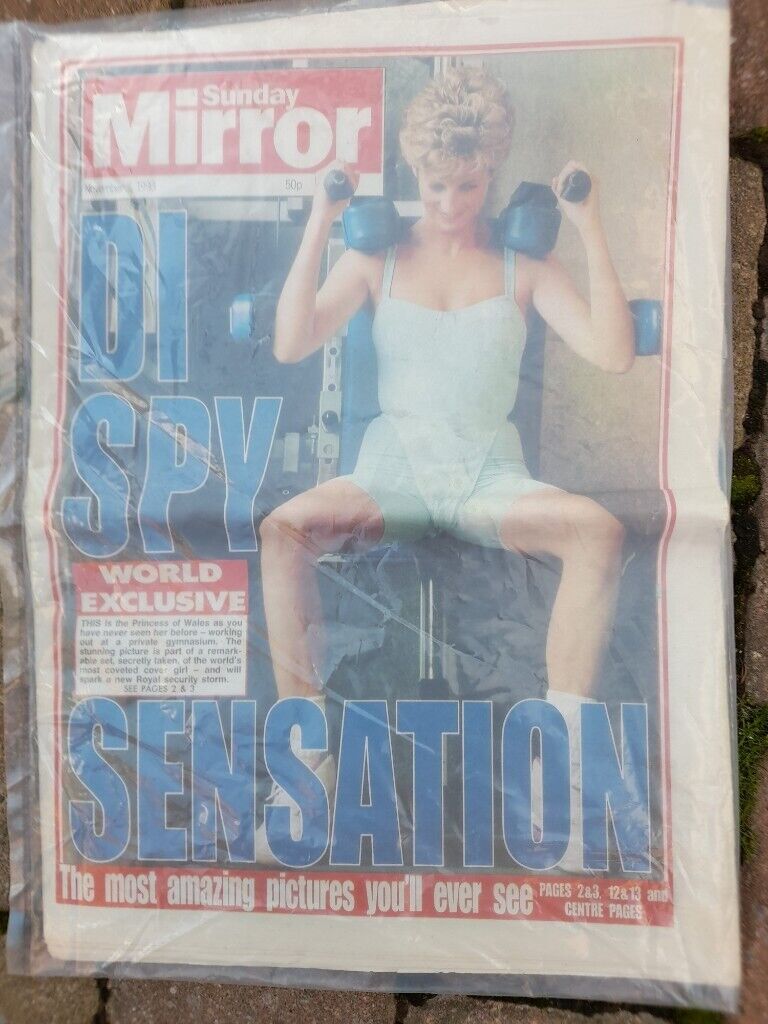 Sunday
Mirror
November 1993 50p
DI
SPY
WORLD
EXCLUSIVE
THIS is the Princess of Wales as you
have never seen her before – working
out at a private gymnasium. The
stunning picture is part of a remark-
able set, secretly taken, of the world's
most coveted cover girl – and will
spark a new Royal security storm.
SEE PAGES 2 & 3
SENSATION
The most amazing pictures you'll ever see
PAGES 2&3, 12&13 and
CENTRE PAGES